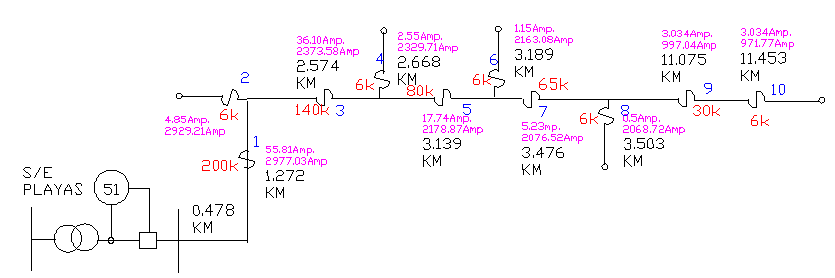 36.10Amp.
2373.58Amp
2.574
KM
4
6k
2.55Amp.
2329.71Amp
2.668
KM
6
6k
1.15Amp.
2163.08Amp
3.189
KM
3.034Amp.
997.04Amp
11.075
KM
3.034Amp.
971.77Amp
11.453
KM
2
6k
4.85Amp.
2929.21Amp
140k
3
80k
5
17.74Amp.
2178.87Amp
3.139
KM
65k
7
5.23mp.
2076.52Amp
3.476
KM
6k
8
0.5Amp.
2068.72Amp
3.503
KM
9
30k
10
6k
1
200k
55.81Amp.
2977.03Amp
1.272
KM
S/E
PLAYAS
51
0.478
KM